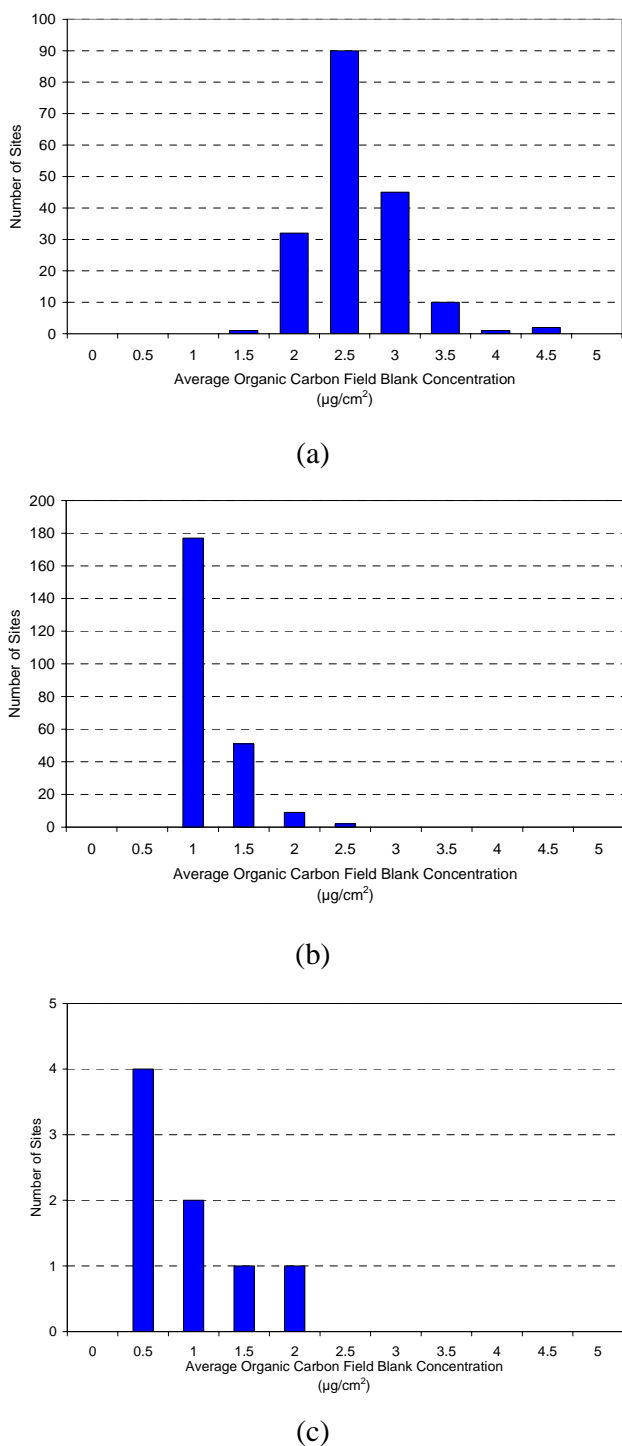 100
90
80
70
60
50
40
30
20
10
0
Number of Sites
0 0.5 1 1.5 2 2.5 3 3.5 4 4.5 5
Average Organic Carbon Field Blank Concentration
(µg/cm²)
(a)
200
180
160
140
120
100
80
60
40
20
0
Number of Sites
0 0.5 1 1.5 2 2.5 3 3.5 4 4.5 5
Average Organic Carbon Field Blank Concentration
(µg/cm²)
(b)
5
4
3
2
1
0
Number of Sites
0 0.5 1 1.5 2 2.5 3 3.5 4 4.5 5
Average Organic Carbon Field Blank Concentration
(µg/cm²)
(c)